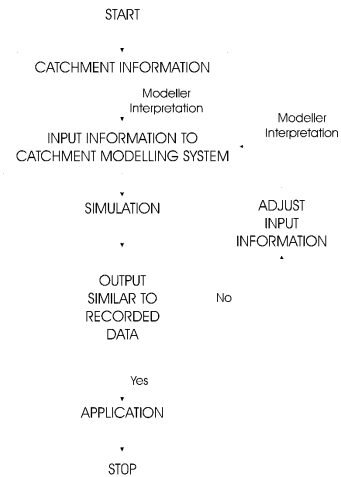 START
CATCHMENT INFORMATION
Modeller
Interpretation
INPUT INFORMATION TO
CATCHMENT MODELLING SYSTEM
Modeller
Interpretation
SIMULATION
ADJUST
INPUT
INFORMATION
OUTPUT
SIMILAR TO
RECORDED
DATA
No
Yes
APPLICATION
STOP